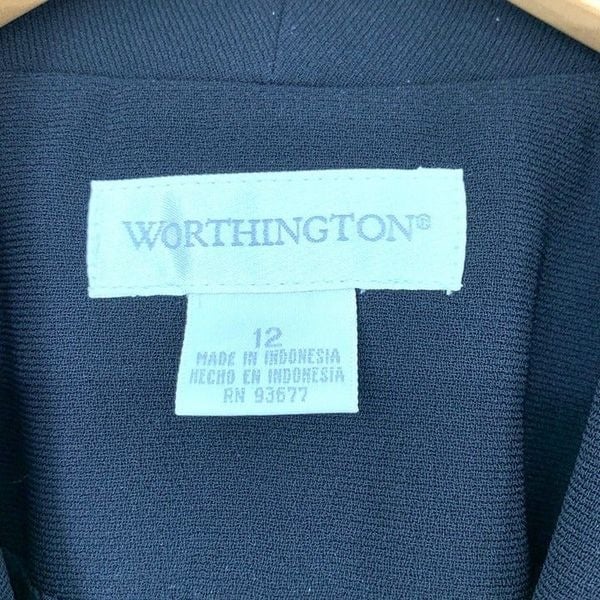 WORTHINGTON®
12
MADE IN INDONESIA
HECHO EN INDONESIA
RN 93677